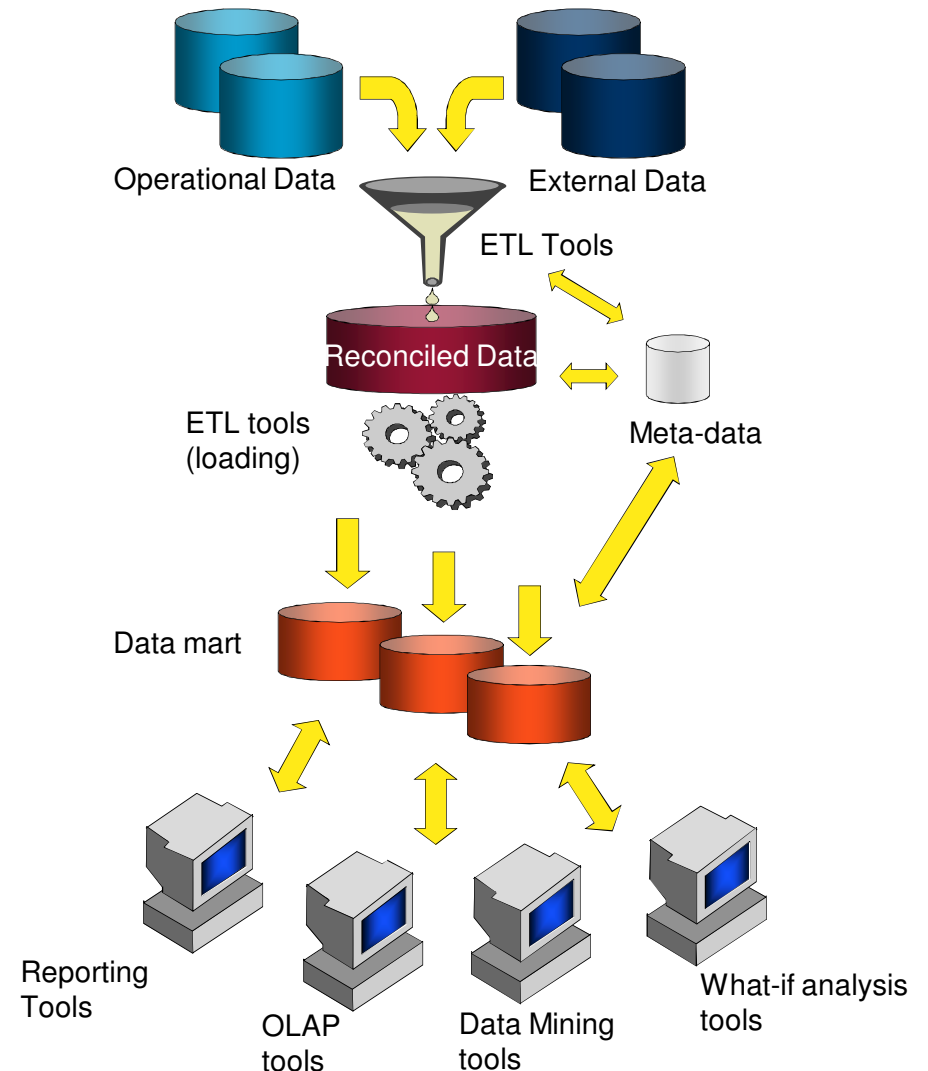 Operational Data
External Data
ETL Tools
Reconciled Data
ETL tools
(loading)
Meta-data
Data mart
Reporting
Tools
OLAP
tools
Data Mining
tools
What-if analysis
tools